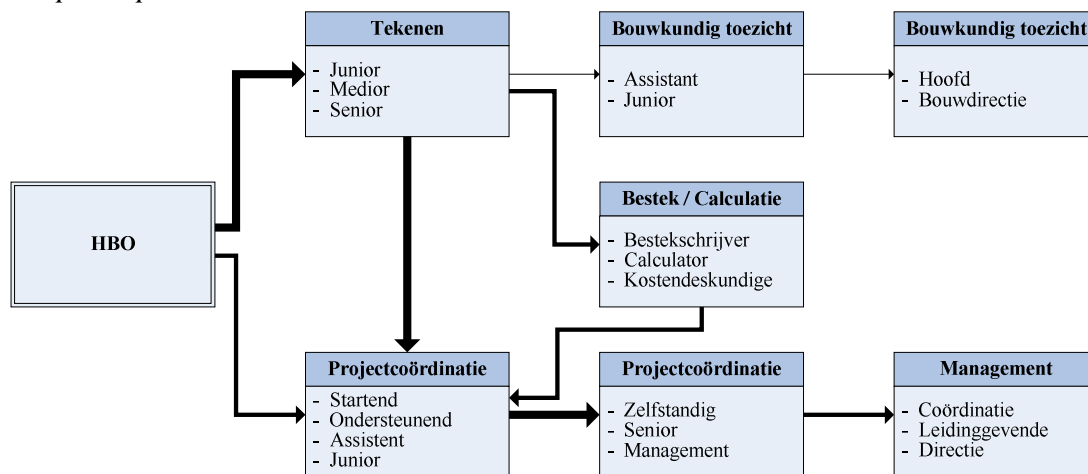 Tekenen
- Junior
- Medior
- Senior
Bouwkundig toezicht
- Assistant
- Junior
Bouwkundig toezicht
- Hoofd
- Bouwdirectie
HBO
Bestek / Calculatie
- Bestekschrijver
- Calculator
- Kostendeskundige
Projectcoördinatie
- Startend
- Ondersteunend
- Assistent
- Junior
Projectcoördinatie
- Zelfstandig
- Senior
- Management
Management
- Coördinatie
- Leidinggevende
- Directie